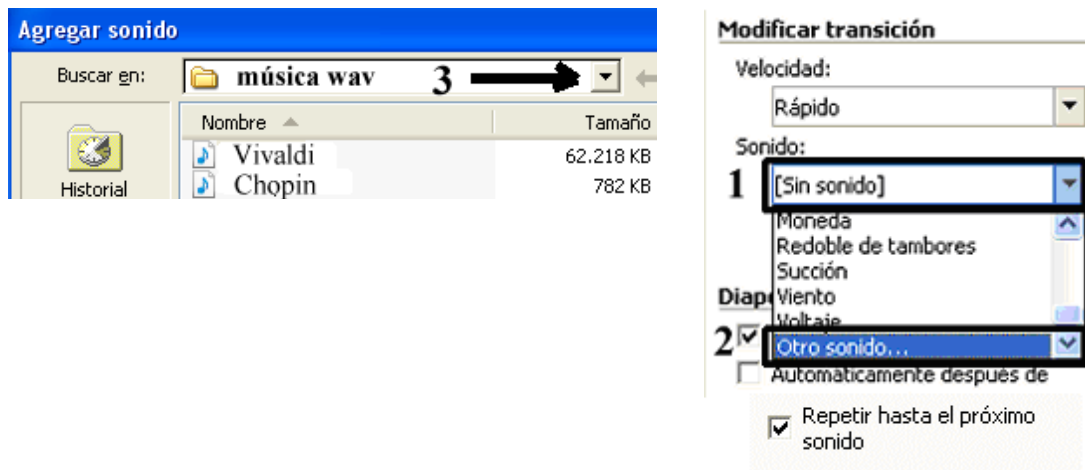 Agregar sonido
Buscar en: música wav 3
Nombre Tamaño
Vivaldi 62.218 KB
Chopin 782 KB
Historial
Modificar transición
Velocidad:
Rápido
Sonido:
1 [Sin sonido]
Moneda
Redoble de tambores
Succión
Viento
Diap
Voltaje
2 Otro sonido...
Automáticamente después de
Repetir hasta el próximo
sonido